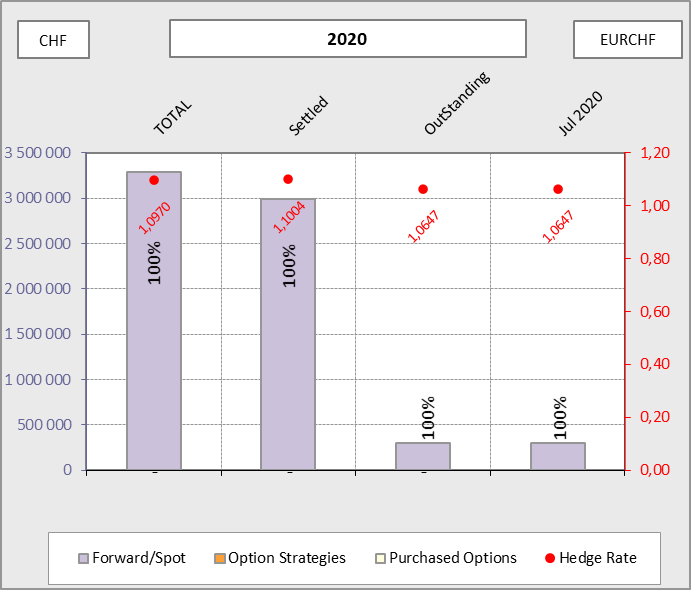 CHF
2020
EURCHF
TOTAL
Settled
OutStanding
Jul 2020
3 500 000
3 000 000
2 500 000
2 000 000
1 500 000
1 000 000
500 000
0
1,20
1,00
0,80
0,60
0,40
0,20
0,00
1,0970
1,1004
1,0647
1,0647
100%
100%
100%
100%
Forward/Spot
Option Strategies
Purchased Options
Hedge Rate